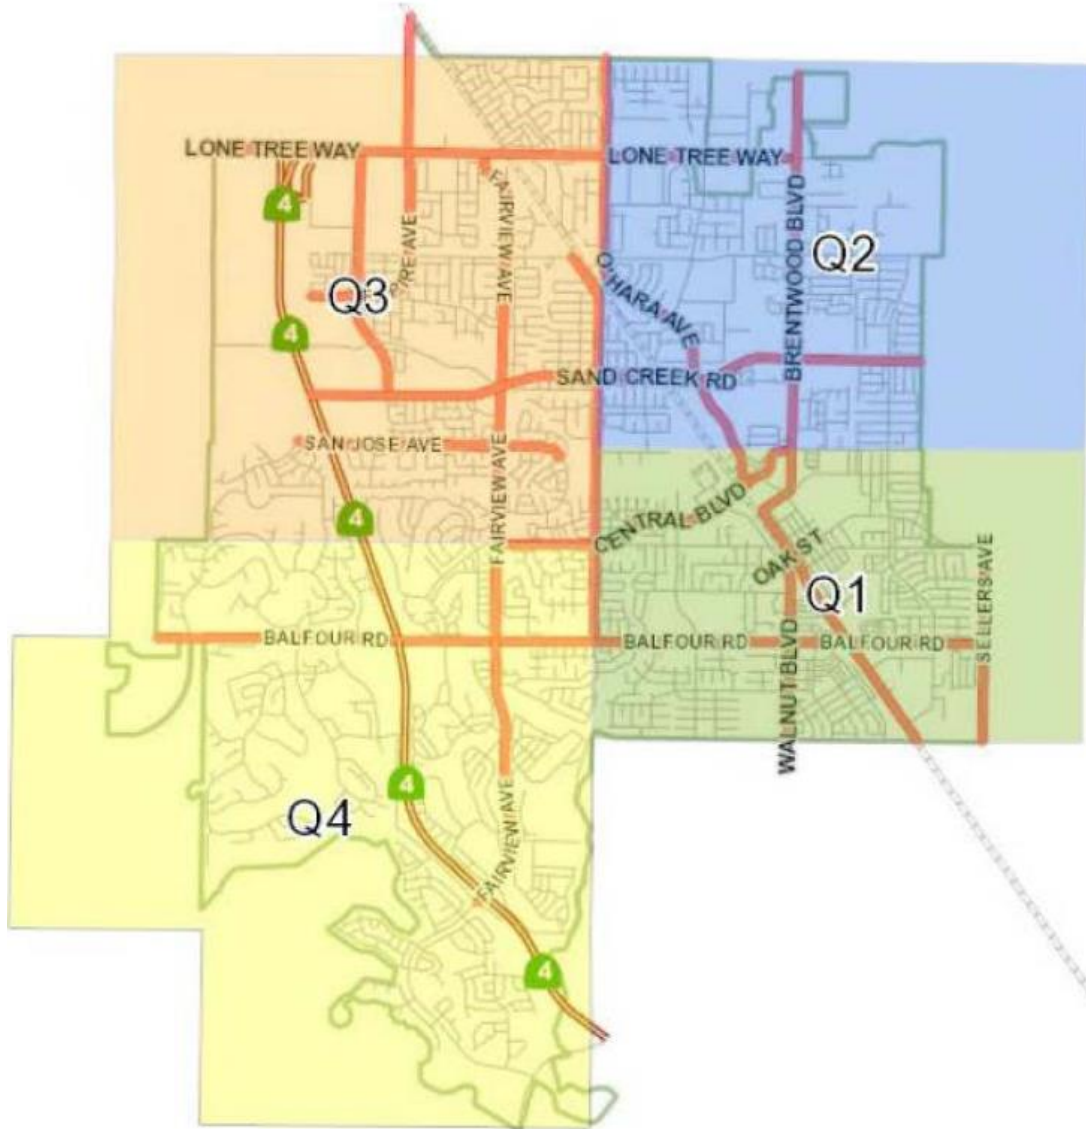 LONE TREE WAY
LONE TREE WAY
4
FAIRVIEW AVE
BRENTWOOD BLVD
Q2
Q3
O'HARA AVE
4
SAND CREEK RD
SAN JOSE AVE
FAIRVIEW AVE
4
CENTRAL BLVD
OAK ST
SELLERS AVE
Q1
BALFOUR RD
BALFOUR RD
BALFOUR RD
WALNUT BLVD
4
Q4
FAIRVIEW AVE
4